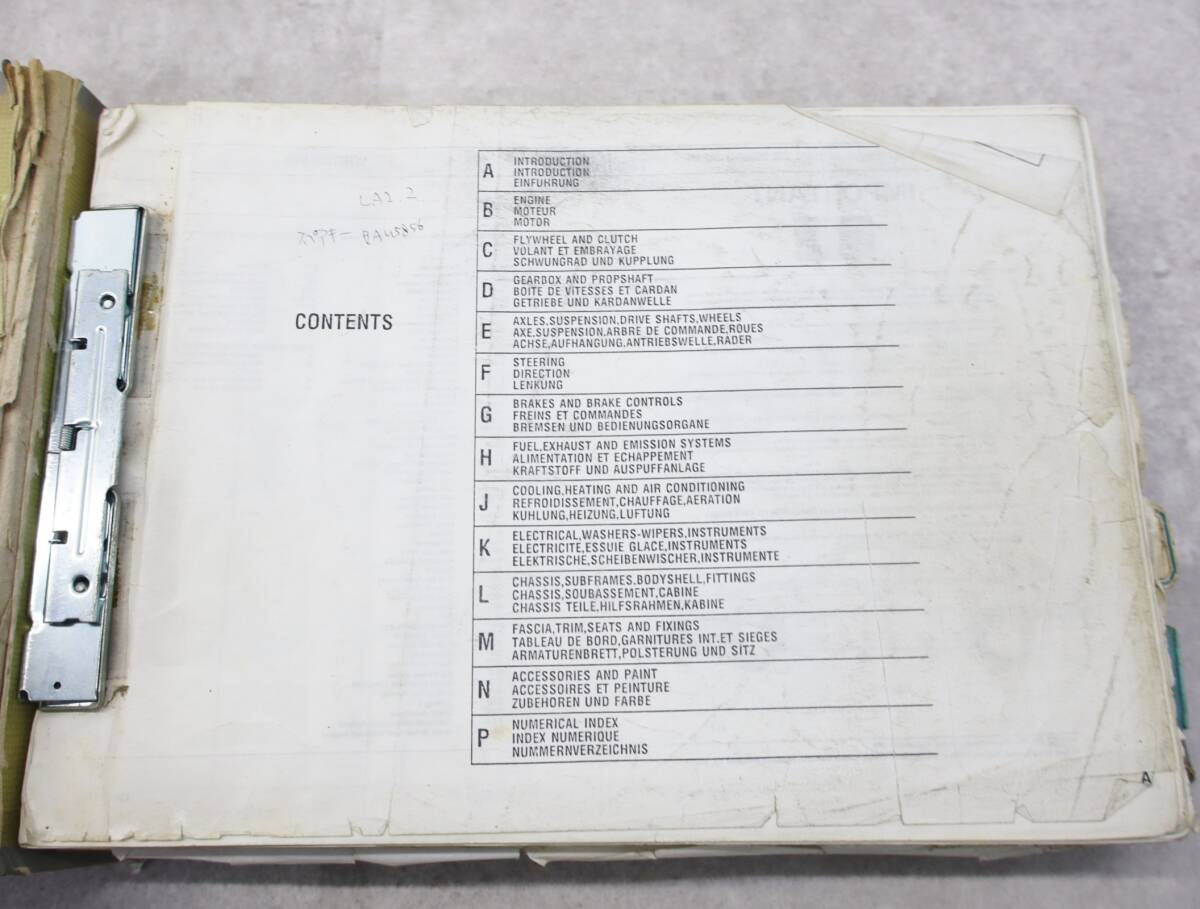 LA2.2
スペアキー BA45856
CONTENTS
A
INTRODUCTION
INTRODUCTION
EINFUHRUNG
B
ENGINE
MOTEUR
MOTOR
C
FLYWHEEL AND CLUTCH
VOLANT ET EMBRAYAGE
SCHWUNGRAD UND KUPPLUNG
D
GEARBOX AND PROPSHAFT
BOITE DE VITESSES ET CARDAN
GETRIEBE UND KARDANWELLE
E
AXLES,SUSPENSION,DRIVE SHAFTS,WHEELS
AXE,SUSPENSION,ARBRE DE COMMANDE,ROUES
ACHSE,AUFHANGUNG,ANTRIEBSWELLE,RADER
F
STEERING
DIRECTION
LENKUNG
G
BRAKES AND BRAKE CONTROLS
FREINS ET COMMANDES
BREMSEN UND BEDIENUNGSORGANE
H
FUEL,EXHAUST AND EMISSION SYSTEMS
ALIMENTATION ET ECHAPPEMENT
KRAFTSTOFF UND AUSPUFFANLAGE
J
COOLING,HEATING AND AIR CONDITIONING
REFROIDISSEMENT,CHAUFFAGE,AERATION
KUHLUNG,HEIZUNG,LUFTUNG
K
ELECTRICAL,WASHERS-WIPERS,INSTRUMENTS
ELECTRICITE,ESSUIE GLACE,INSTRUMENTS
ELEKTRISCHE,SCHEIBENWISCHER,INSTRUMENTE
L
CHASSIS,SUBFRAMES,BODYSHELL,FITTINGS
CHASSIS,SOUBASSEMENT,CABINE
CHASSIS TEILE,HILFSRAHMEN,KABINE
M
FASCIA,TRIM,SEATS AND FIXINGS
TABLEAU DE BORD,GARNITURES INT.ET SIEGES
ARMATURENBRETT,POLSTERUNG UND SITZ
N
ACCESSORIES AND PAINT
ACCESSOIRES ET PEINTURE
ZUBEHOREN UND FARBE
P
NUMERICAL INDEX
INDEX NUMERIQUE
NUMMERNVERZEICHNIS
A